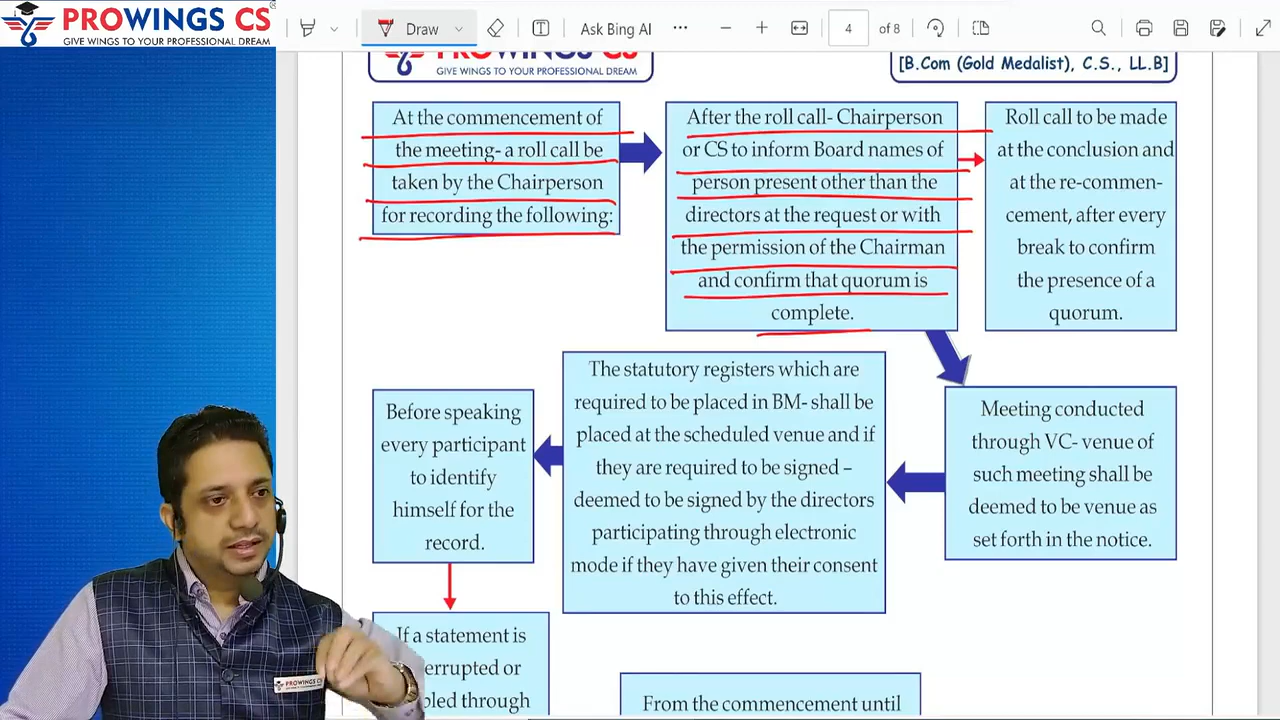 PROWINGS CS
GIVE WINGS TO YOUR PROFESSIONAL DREAM
Draw
Ask Bing AI
4
of 8
PROWINGS CS
GIVE WINGS TO YOUR PROFESSIONAL DREAM
[B.Com (Gold Medalist), C.S., LL.B]
At the commencement of
the meeting- a roll call be
taken by the Chairperson
for recording the following:
After the roll call- Chairperson
or CS to inform Board names of
person present other than the
directors at the request or with
the permission of the Chairman
and confirm that quorum is
complete.
Roll call to be made
at the conclusion and
at the re-commen-
cement, after every
break to confirm
the presence of a
quorum.
Meeting conducted
through VC- venue of
such meeting shall be
deemed to be venue as
set forth in the notice.
The statutory registers which are
required to be placed in BM- shall be
placed at the scheduled venue and if
they are required to be signed –
deemed to be signed by the directors
participating through electronic
mode if they have given their consent
to this effect.
Before speaking
every participant
to identify
himself for the
record.
If a statement is
or
through
From the commencement until
PROWINGS CS